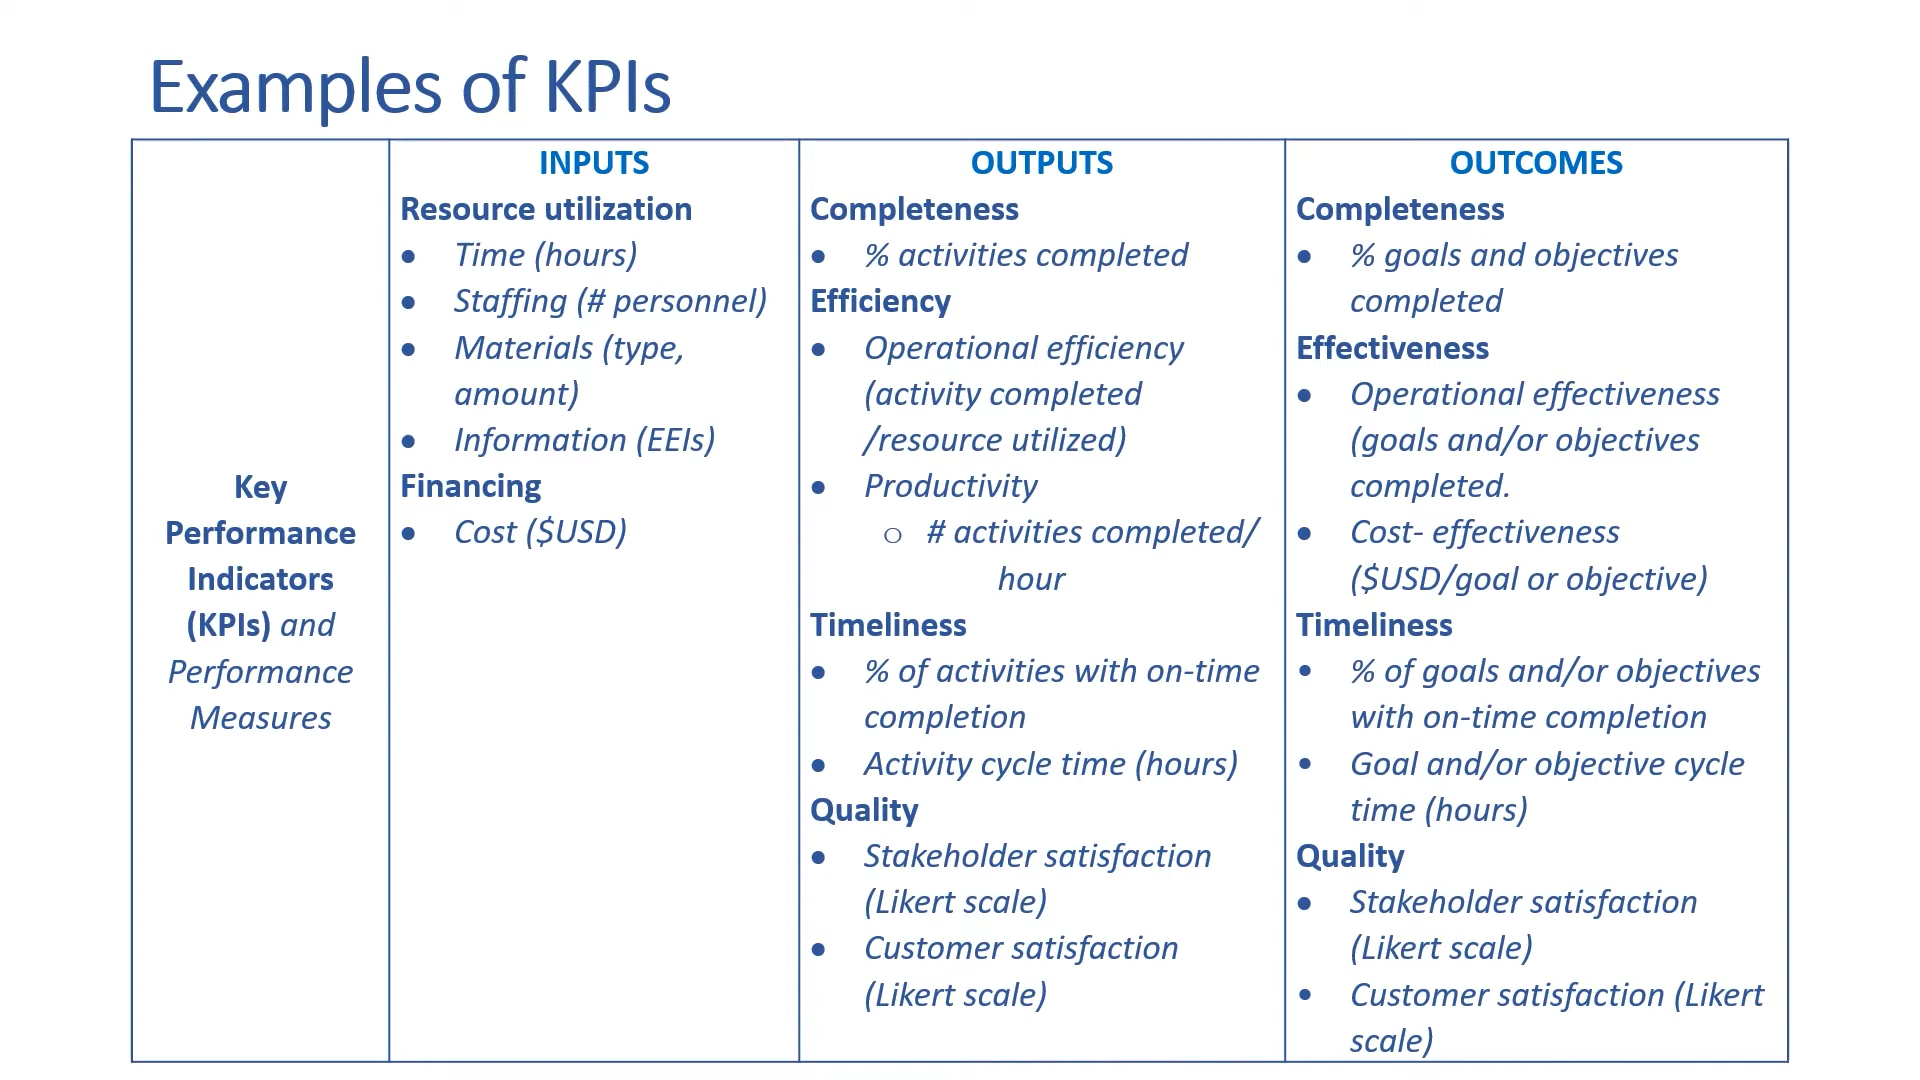 Examples of KPIs
Key
Performance
Indicators
(KPIs) and
Performance
Measures
INPUTS
Resource utilization
• Time (hours)
• Staffing (# personnel)
• Materials (type,
amount)
• Information (EEIs)
Financing
• Cost ($USD)
OUTPUTS
Completeness
• % activities completed
Efficiency
• Operational efficiency
(activity completed
/resource utilized)
• Productivity
o # activities completed/
hour
Timeliness
• % of activities with on-time
completion
• Activity cycle time (hours)
Quality
• Stakeholder satisfaction
(Likert scale)
• Customer satisfaction
(Likert scale)
OUTCOMES
Completeness
• % goals and objectives
completed
Effectiveness
• Operational effectiveness
(goals and/or objectives
completed.
• Cost- effectiveness
($USD/goal or objective)
Timeliness
• % of goals and/or objectives
with on-time completion
• Goal and/or objective cycle
time (hours)
Quality
• Stakeholder satisfaction
(Likert scale)
• Customer satisfaction (Likert
scale)